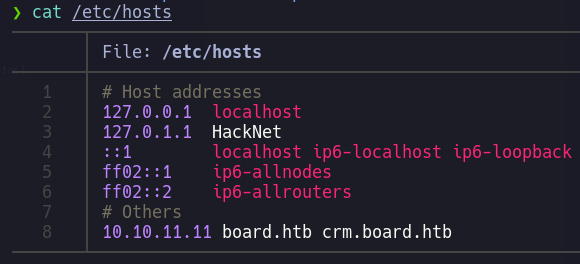 ❯ cat /etc/hosts
File: /etc/hosts
1 # Host addresses
2 127.0.0.1 localhost
3 127.0.1.1 HackNet
4 ::1 localhost ip6-localhost ip6-loopback
5 ff02::1 ip6-allnodes
6 ff02::2 ip6-allrouters
7 # Others
8 10.10.11.11 board.htb crm.board.htb